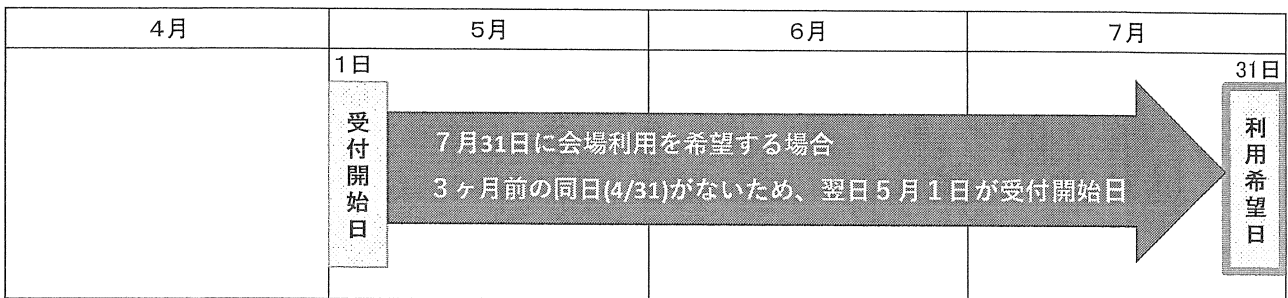 4月 5月 6月 7月
1日 31日
受付開始日
7月31日に会場利用を希望する場合
3ヶ月前の同日(4/31)がないため、翌日5月1日が受付開始日
利用希望日